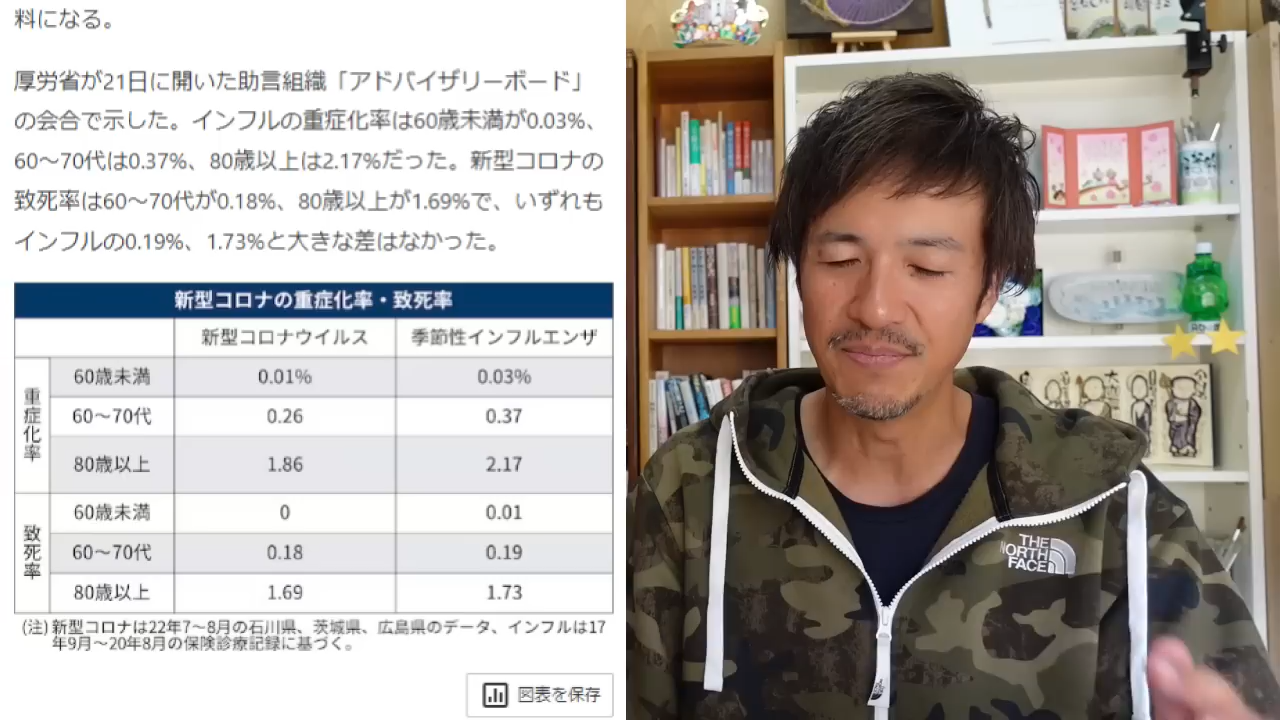 料になる。
厚労省が21日に開いた助言組織「アドバイザリーボード」
の会合で示した。インフルの重症化率は60歳未満が0.03%、
60〜70代は0.37%、80歳以上は2.17%だった。新型コロナの
致死率は60〜70代が0.18%、80歳以上が1.69%で、いずれも
インフルの0.19%、1.73%と大きな差はなかった。
新型コロナの重症化率・致死率
新型コロナウイルス 季節性インフルエンザ
重症化率
60歳未満 0.01% 0.03%
60〜70代 0.26 0.37
80歳以上 1.86 2.17
致死率
60歳未満 0 0.01
60〜70代 0.18 0.19
80歳以上 1.69 1.73
(注)新型コロナは22年7〜8月の石川県、茨城県、広島県のデータ、インフルは17
年9月〜20年8月の保険診療記録に基づく。
図表を保存
THE
NORTH
FACE